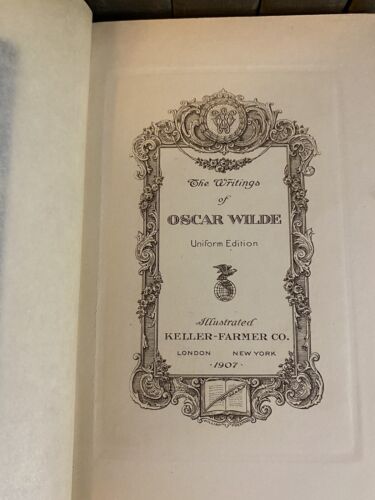 The Writings
of
OSCAR WILDE
Uniform Edition
Illustrated
KELLER-FARMER CO.
LONDON NEW YORK
·1907·